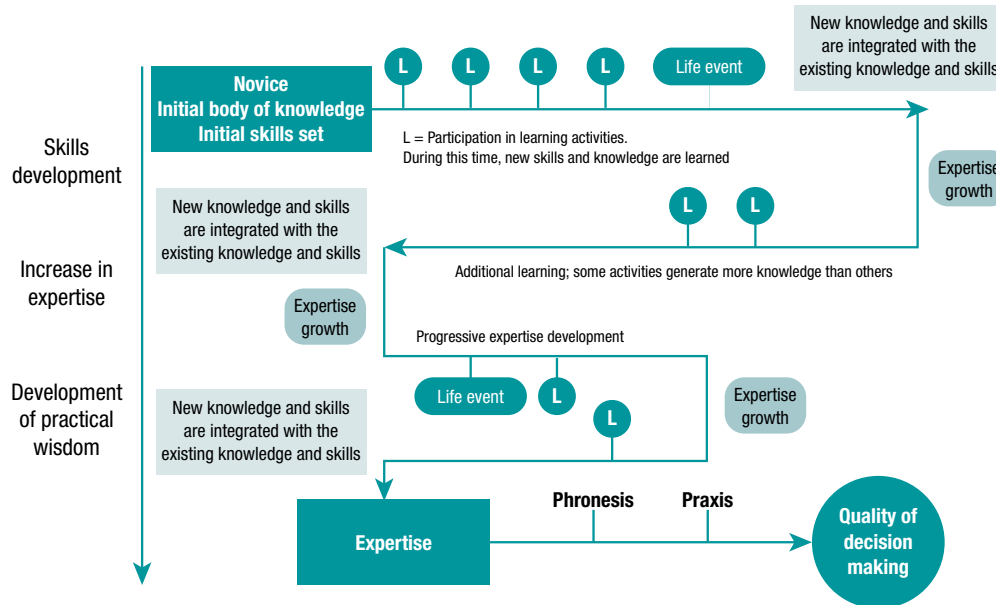 New knowledge and skills
are integrated with the
existing knowledge and skills
L
L
L
L
Life event
Novice
Initial body of knowledge
Initial skills set
L = Participation in learning activities.
During this time, new skills and knowledge are learned
Skills
development
Expertise
growth
New knowledge and skills
are integrated with the
existing knowledge and skills
L
L
Additional learning; some activities generate more knowledge than others
Increase in
expertise
Expertise
growth
Progressive expertise development
Development
of practical
wisdom
New knowledge and skills
are integrated with the
existing knowledge and skills
Life event
L
L
Expertise
growth
Expertise
Phronesis
Praxis
Quality of
decision
making